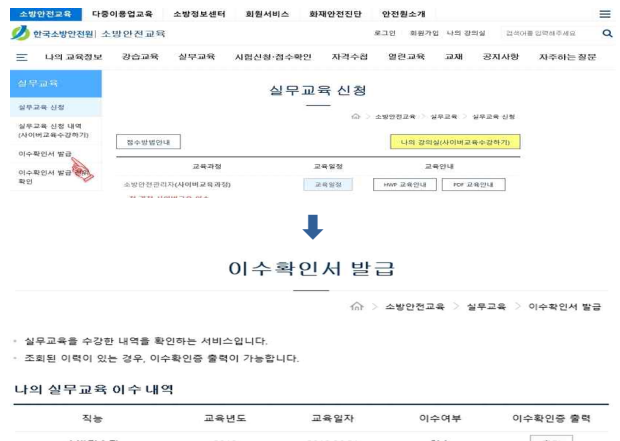 소방안전교육 다중이용업교육 소방정보센터 회원서비스 화재안전진단 안전원소개
한국소방안전원 소방안전교육 로그인 회원가입 나의 강의실 검색어를 입력해주세요
나의 교육정보 강습교육 실무교육 시험신청·접수확인 자격수첩 열린교육 교재 공지사항 자주하는질문
실무교육
실무교육 신청
실무교육 신청 내역
(사이버교육수강하기)
이수확인서 발급
이수확인서 발급
확인
실무교육 신청
소방안전교육 > 실무교육 > 실무교육 신청
접수방법안내 나의 강의실(사이버교육수강하기)
교육과정 교육일정 교육안내
소방안전관리자(사이버교육과정) 교육일정 HWP 교육안내 PDF 교육안내
이수확인서 발급
소방안전교육 > 실무교육 > 이수확인서 발급
실무교육을 수강한 내역을 확인하는 서비스입니다.
조회된 이력이 있는 경우, 이수확인증 출력이 가능합니다.
나의 실무교육 이수 내역
직능 교육년도 교육일자 이수여부 이수확인증 출력